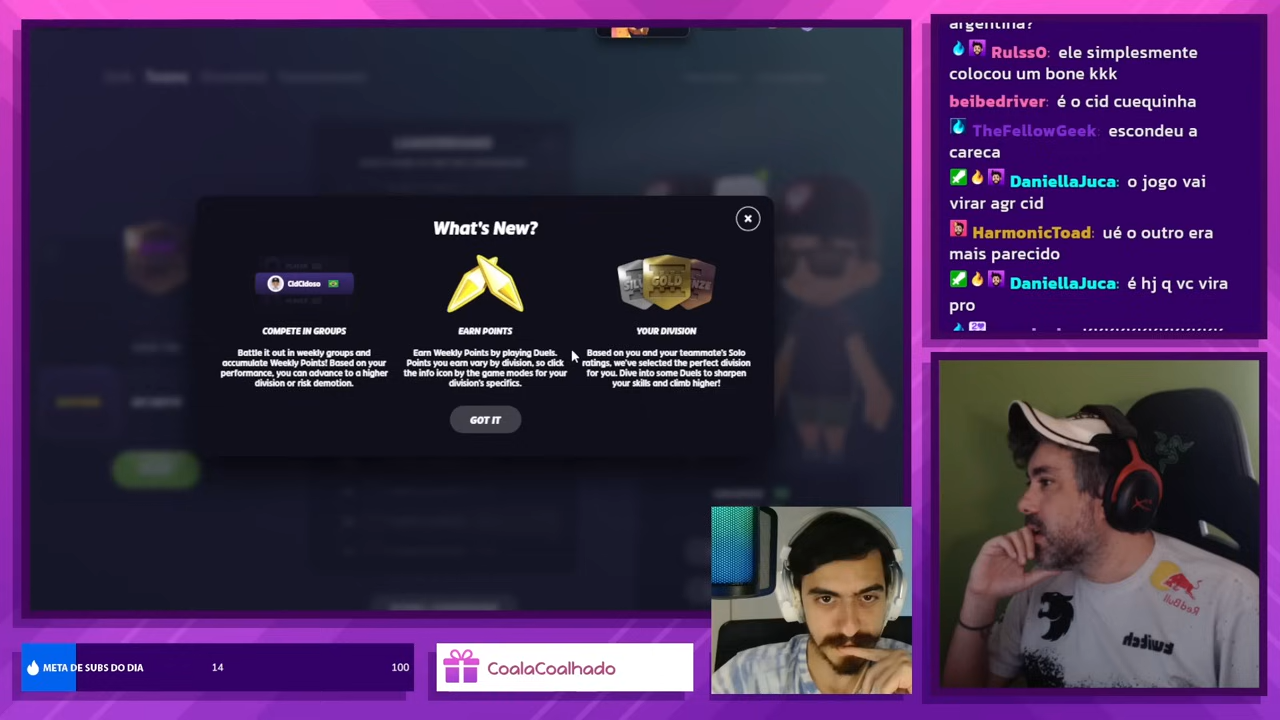 What's New?
CidCidoso
COMPETE IN GROUPS
Battle it out in weekly groups and
accumulate Weekly Points! Based on your
performance, you can advance to a higher
division or risk demotion.
EARN POINTS
Earn Weekly Points by playing Duels.
Points you earn vary by division, so click
the info icon by the game modes for your
division's specifics.
GOLD
YOUR DIVISION
Based on you and your teammate's Solo
ratings, we've selected the perfect division
for you. Dive into some Duels to sharpen
your skills and climb higher!
GOT IT
argentina?
RulssO: ele simplesmente
colocou um bone kkk
beibedriver: é o cid cuequinha
TheFellowGeek: escondeu a
careca
DaniellaJuca: o jogo vai
virar agr cid
HarmonicToad: ué o outro era
mais parecido
DaniellaJuca: é hj q vc vira
pro
META DE SUBS DO DIA 14 100
CoalaCoalhado
Red Bull
twitch